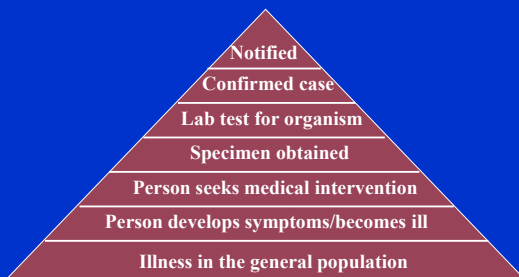 Notified
Confirmed case
Lab test for organism
Specimen obtained
Person seeks medical intervention
Person develops symptoms/becomes ill
Illness in the general population